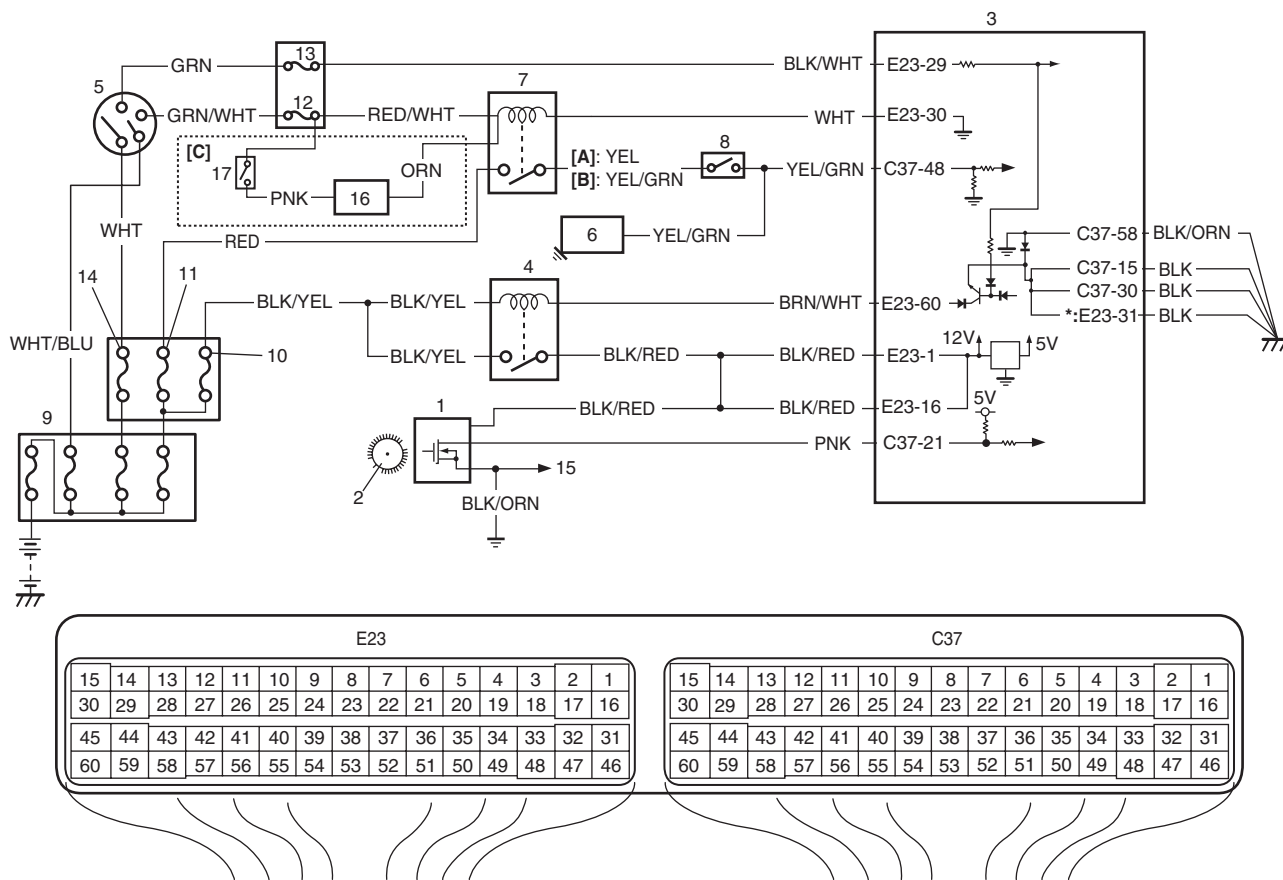 3
GRN
13
BLK/WHT
E23-29
5
7
GRN/WHT
12
RED/WHT
WHT
E23-30
[C]
17
PNK
16
ORN
[A]: YEL
[B]: YEL/GRN
8
YEL/GRN
C37-48
6
YEL/GRN
WHT
RED
C37-58
BLK/ORN
14
11
4
C37-15
BLK
C37-30
BLK
BLK/YEL
BLK/YEL
BRN/WHT
E23-60
*:E23-31
BLK
WHT/BLU
10
BLK/YEL
BLK/RED
BLK/RED
E23-1
12V
5V
9
1
BLK/RED
BLK/RED
E23-16
5V
PNK
C37-21
2
15
BLK/ORN
E23
15 14 13 12 11 10 9 8 7 6 5 4 3 2 1
30 29 28 27 26 25 24 23 22 21 20 19 18 17 16
45 44 43 42 41 40 39 38 37 36 35 34 33 32 31
60 59 58 57 56 55 54 53 52 51 50 49 48 47 46
C37
15 14 13 12 11 10 9 8 7 6 5 4 3 2 1
30 29 28 27 26 25 24 23 22 21 20 19 18 17 16
45 44 43 42 41 40 39 38 37 36 35 34 33 32 31
60 59 58 57 56 55 54 53 52 51 50 49 48 47 46